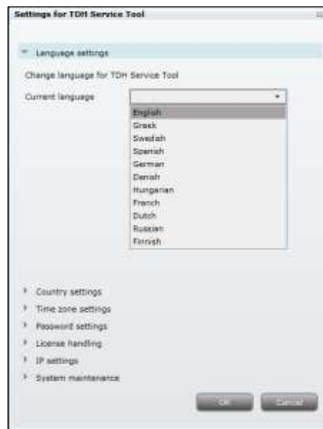 Settings for TDH Service Tool
Language settings
Change language for TDH Service Tool
Current language
English
Greek
Swedish
Spanish
German
Danish
Hungarian
French
Dutch
Russian
Finnish
Country settings
Time zone settings
Password settings
License handling
IP settings
System maintenance
OK
Cancel